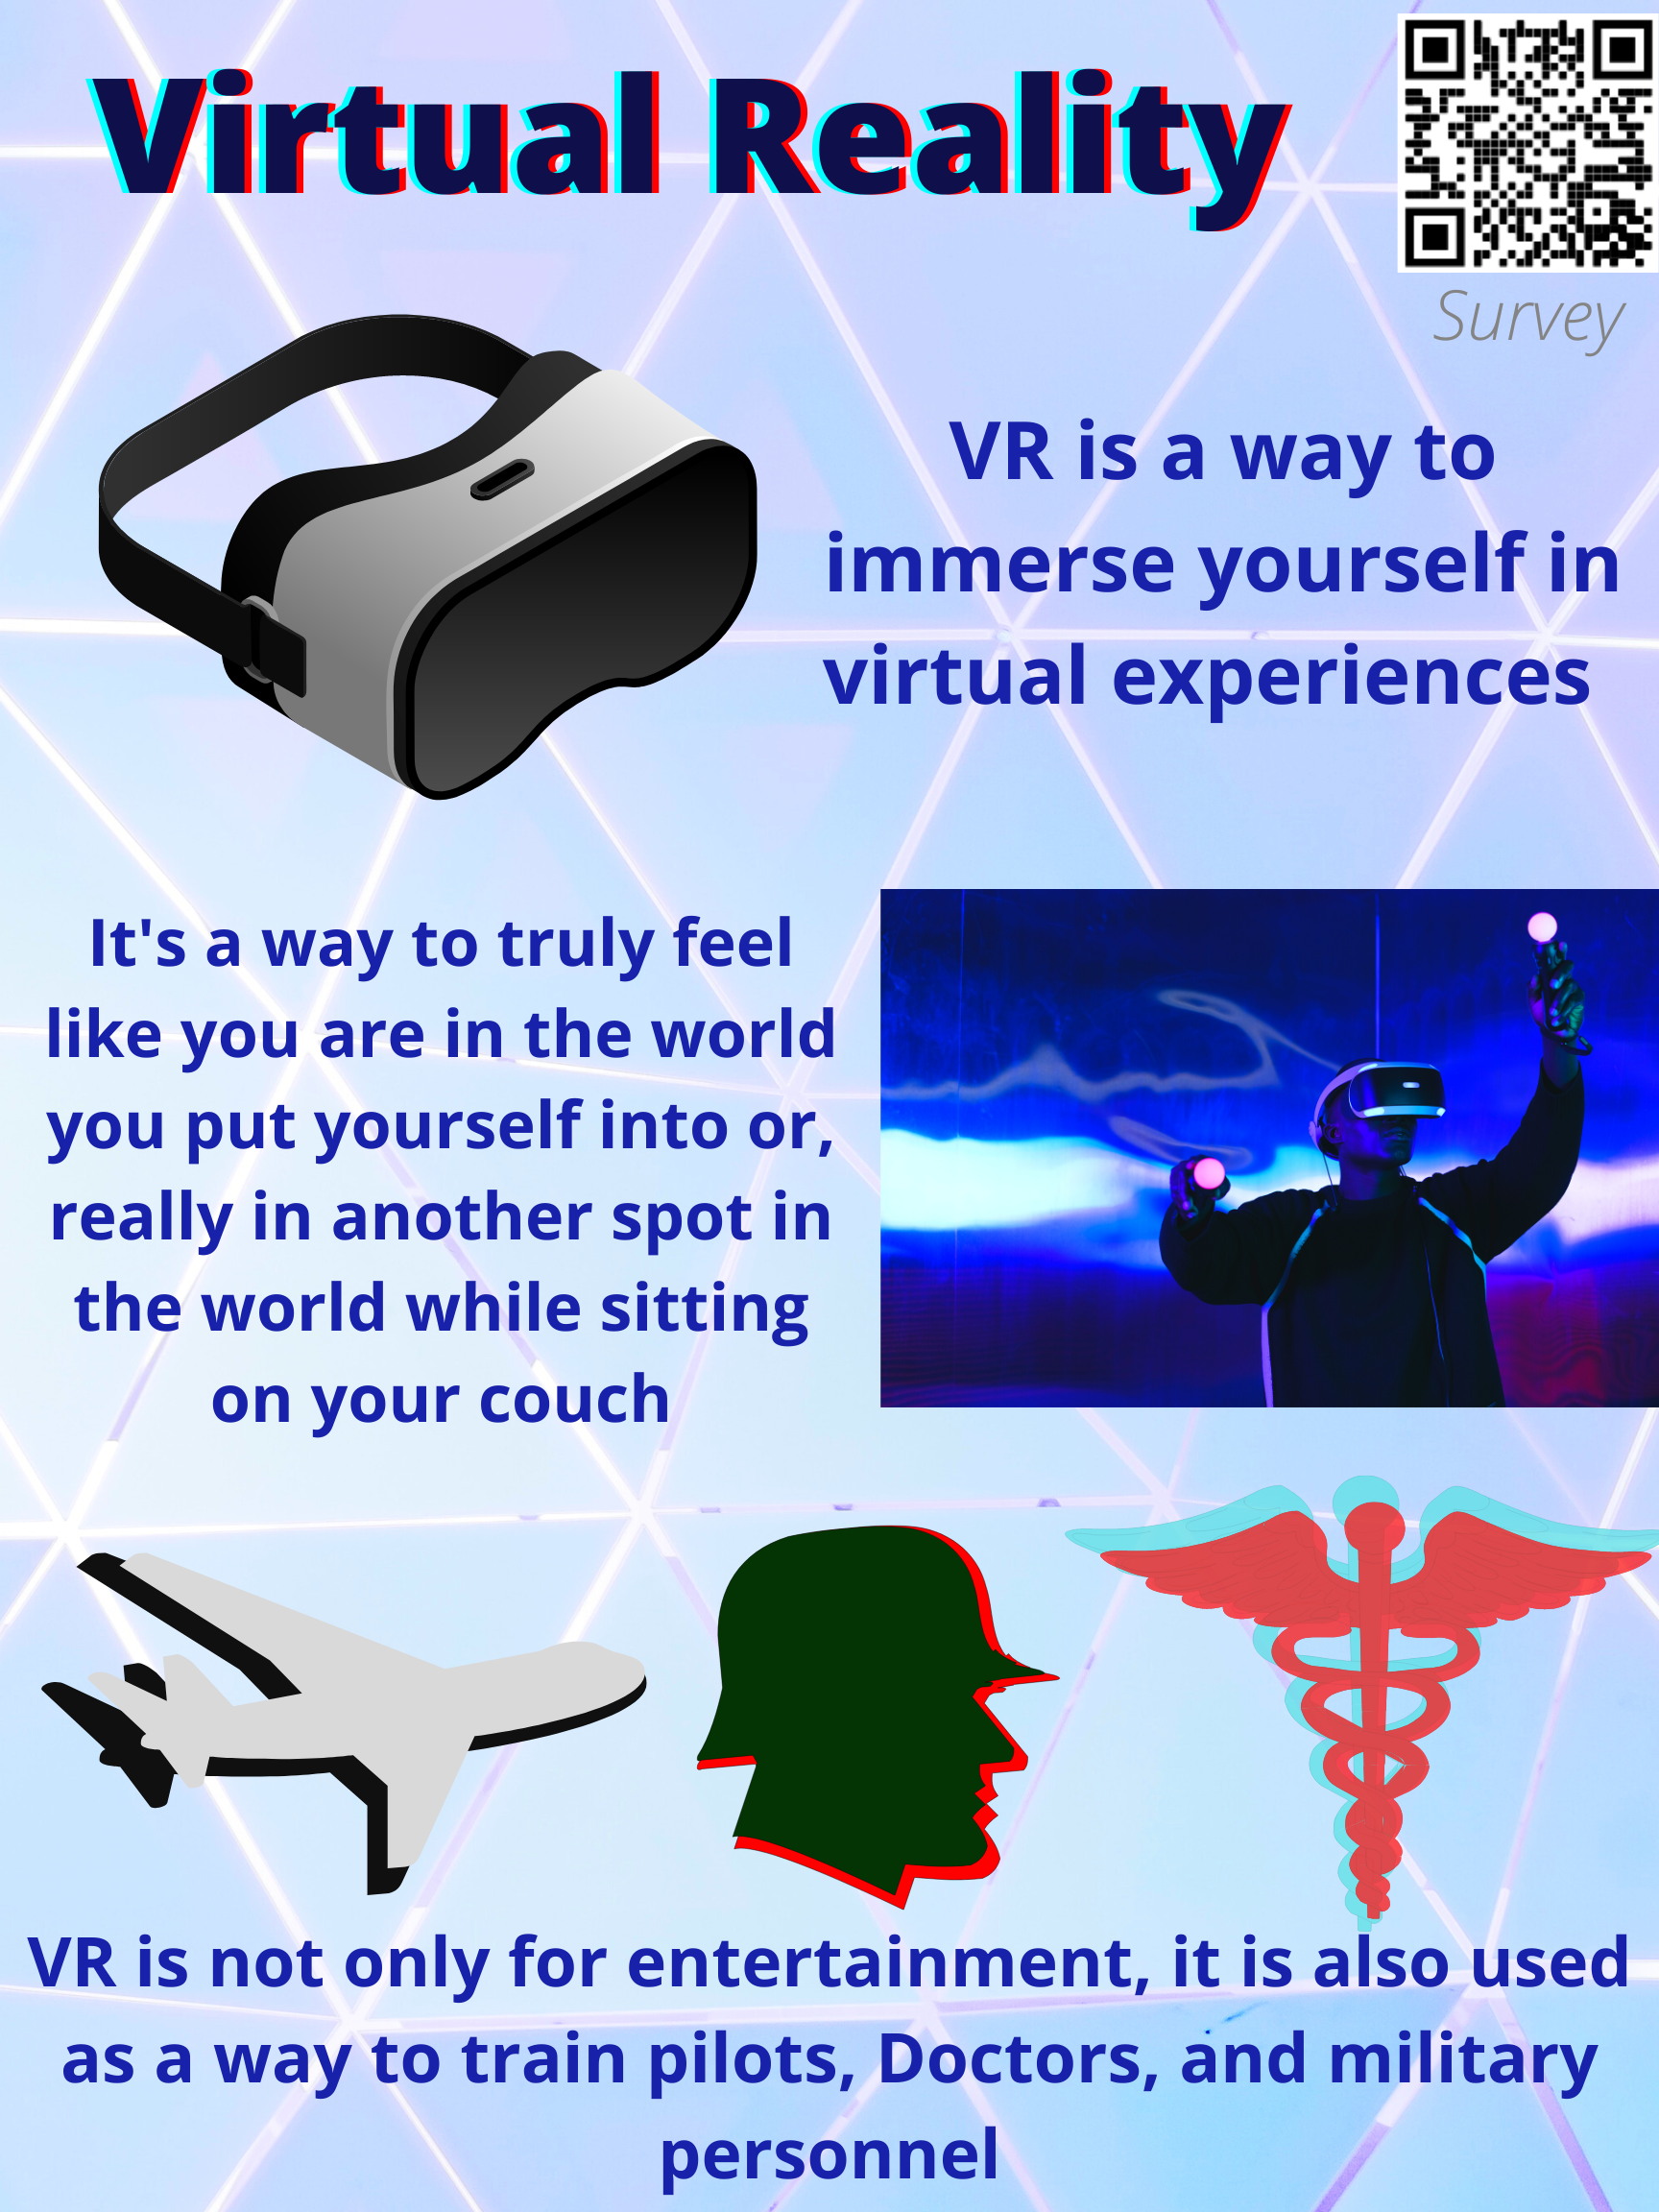 Virtual Reality
Survey
VR is a way to
immerse yourself in
virtual experiences
It's a way to truly feel
like you are in the world
you put yourself into or,
really in another spot in
the world while sitting
on your couch
VR is not only for entertainment, it is also used
as a way to train pilots, Doctors, and military
personnel